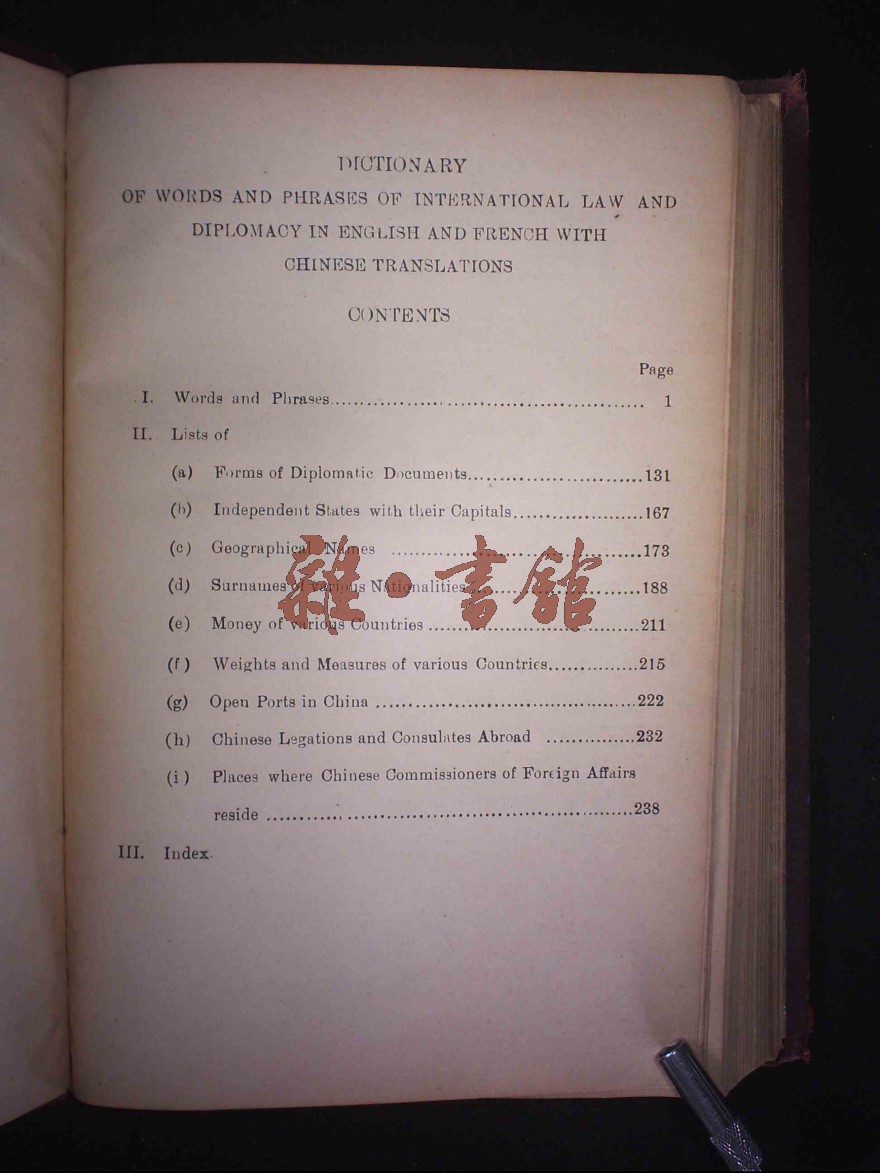 DICTIONARY
OF WORDS AND PHRASES OF INTERNATIONAL LAW AND
DIPLOMACY IN ENGLISH AND FRENCH WITH
CHINESE TRANSLATIONS
CONTENTS
Page
I. Words and Phrases................................................ 1
II. Lists of
(a) Forms of Diplomatic Documents...........................131
(b) Independent States with their Capitals....................167
(c) Geographical Names .......................................173
(d) Surnames of various Nationalities..........................188
(e) Money of various Countries ................................211
(f) Weights and Measures of various Countries..............215
(g) Open Ports in China ........................................222
(h) Chinese Legations and Consulates Abroad ..............232
(i) Places where Chinese Commissioners of Foreign Affairs
reside .........................................................238
III. Index.
雜•書館